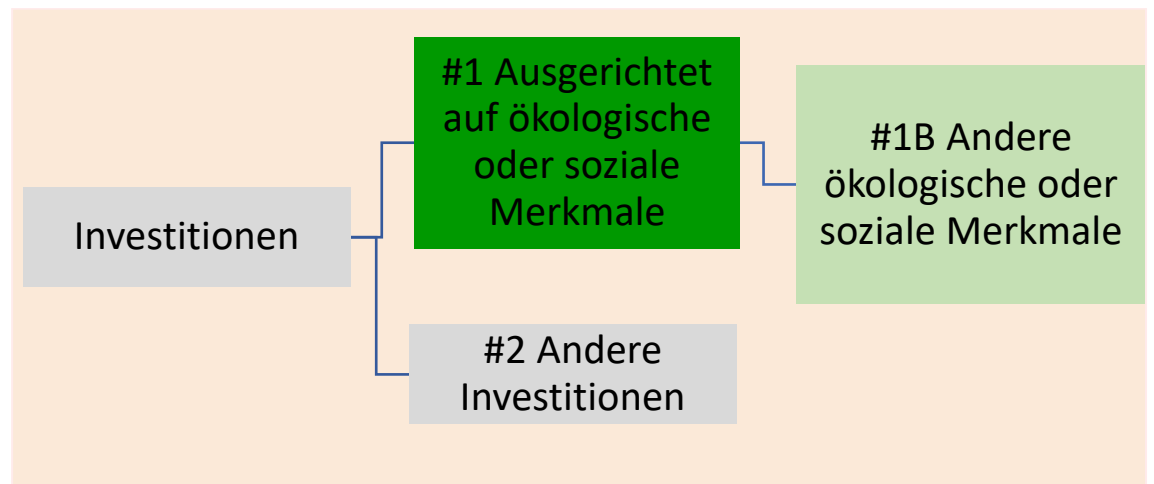 #1 Ausgerichtet
auf ökologische
oder soziale
Merkmale
#1B Andere
ökologische oder
soziale Merkmale
Investitionen
#2 Andere
Investitionen